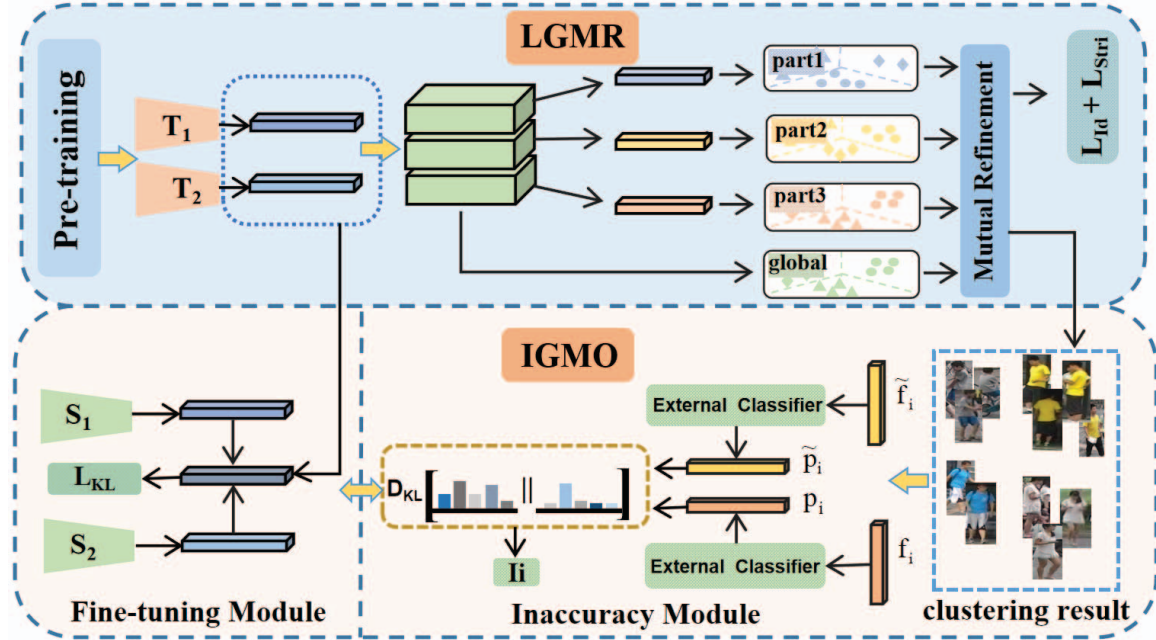 LGMR
Pre-training
T1
T2
part1
part2
part3
global
Mutual Refinement
LId + LStri
IGMO
S1
LKL
S2
Fine-tuning Module
DKL
||
Ii
External Classifier
f̃i
p̃i
pi
External Classifier
fi
Inaccuracy Module
clustering result